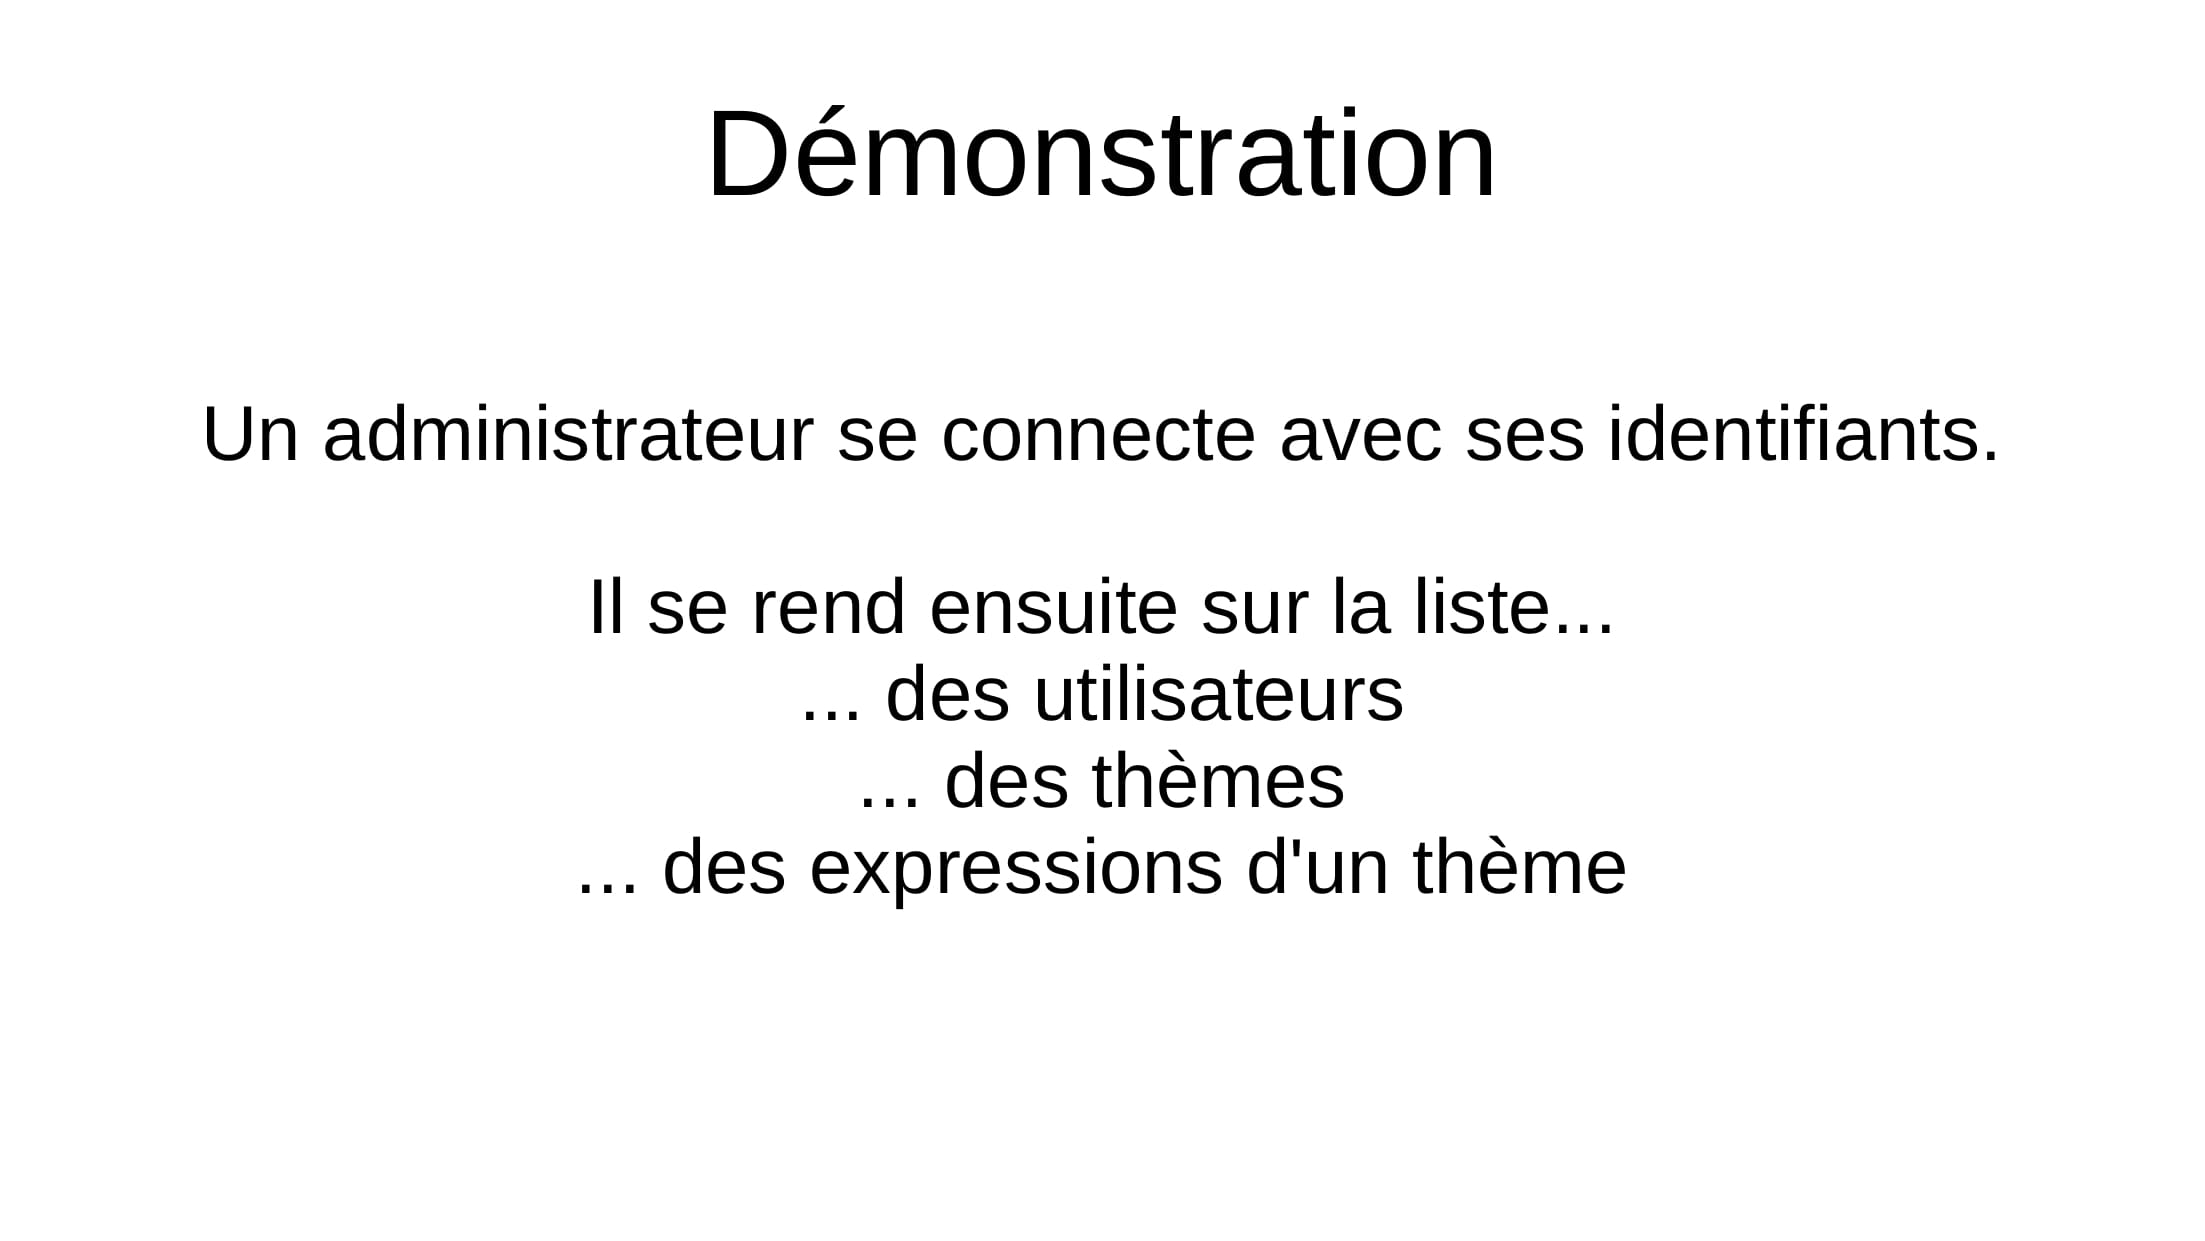 Démonstration
Un administrateur se connecte avec ses identifiants.
Il se rend ensuite sur la liste...
... des utilisateurs
... des thèmes
... des expressions d'un thème